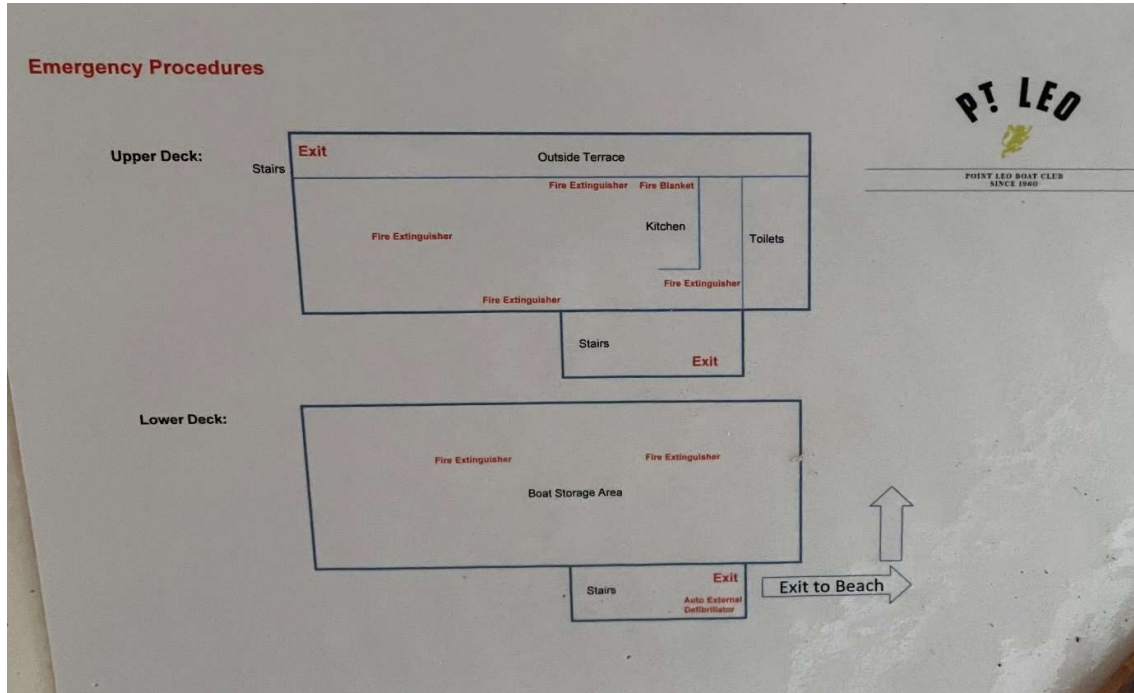 Emergency Procedures
PT. LEO
POINT LEO BOAT CLUB
SINCE 1960
Upper Deck:
Stairs
Exit
Outside Terrace
Fire Extinguisher
Fire Blanket
Kitchen
Toilets
Fire Extinguisher
Fire Extinguisher
Fire Extinguisher
Stairs
Exit
Lower Deck:
Fire Extinguisher
Fire Extinguisher
Boat Storage Area
Stairs
Exit
Auto External
Defibrillator
Exit to Beach